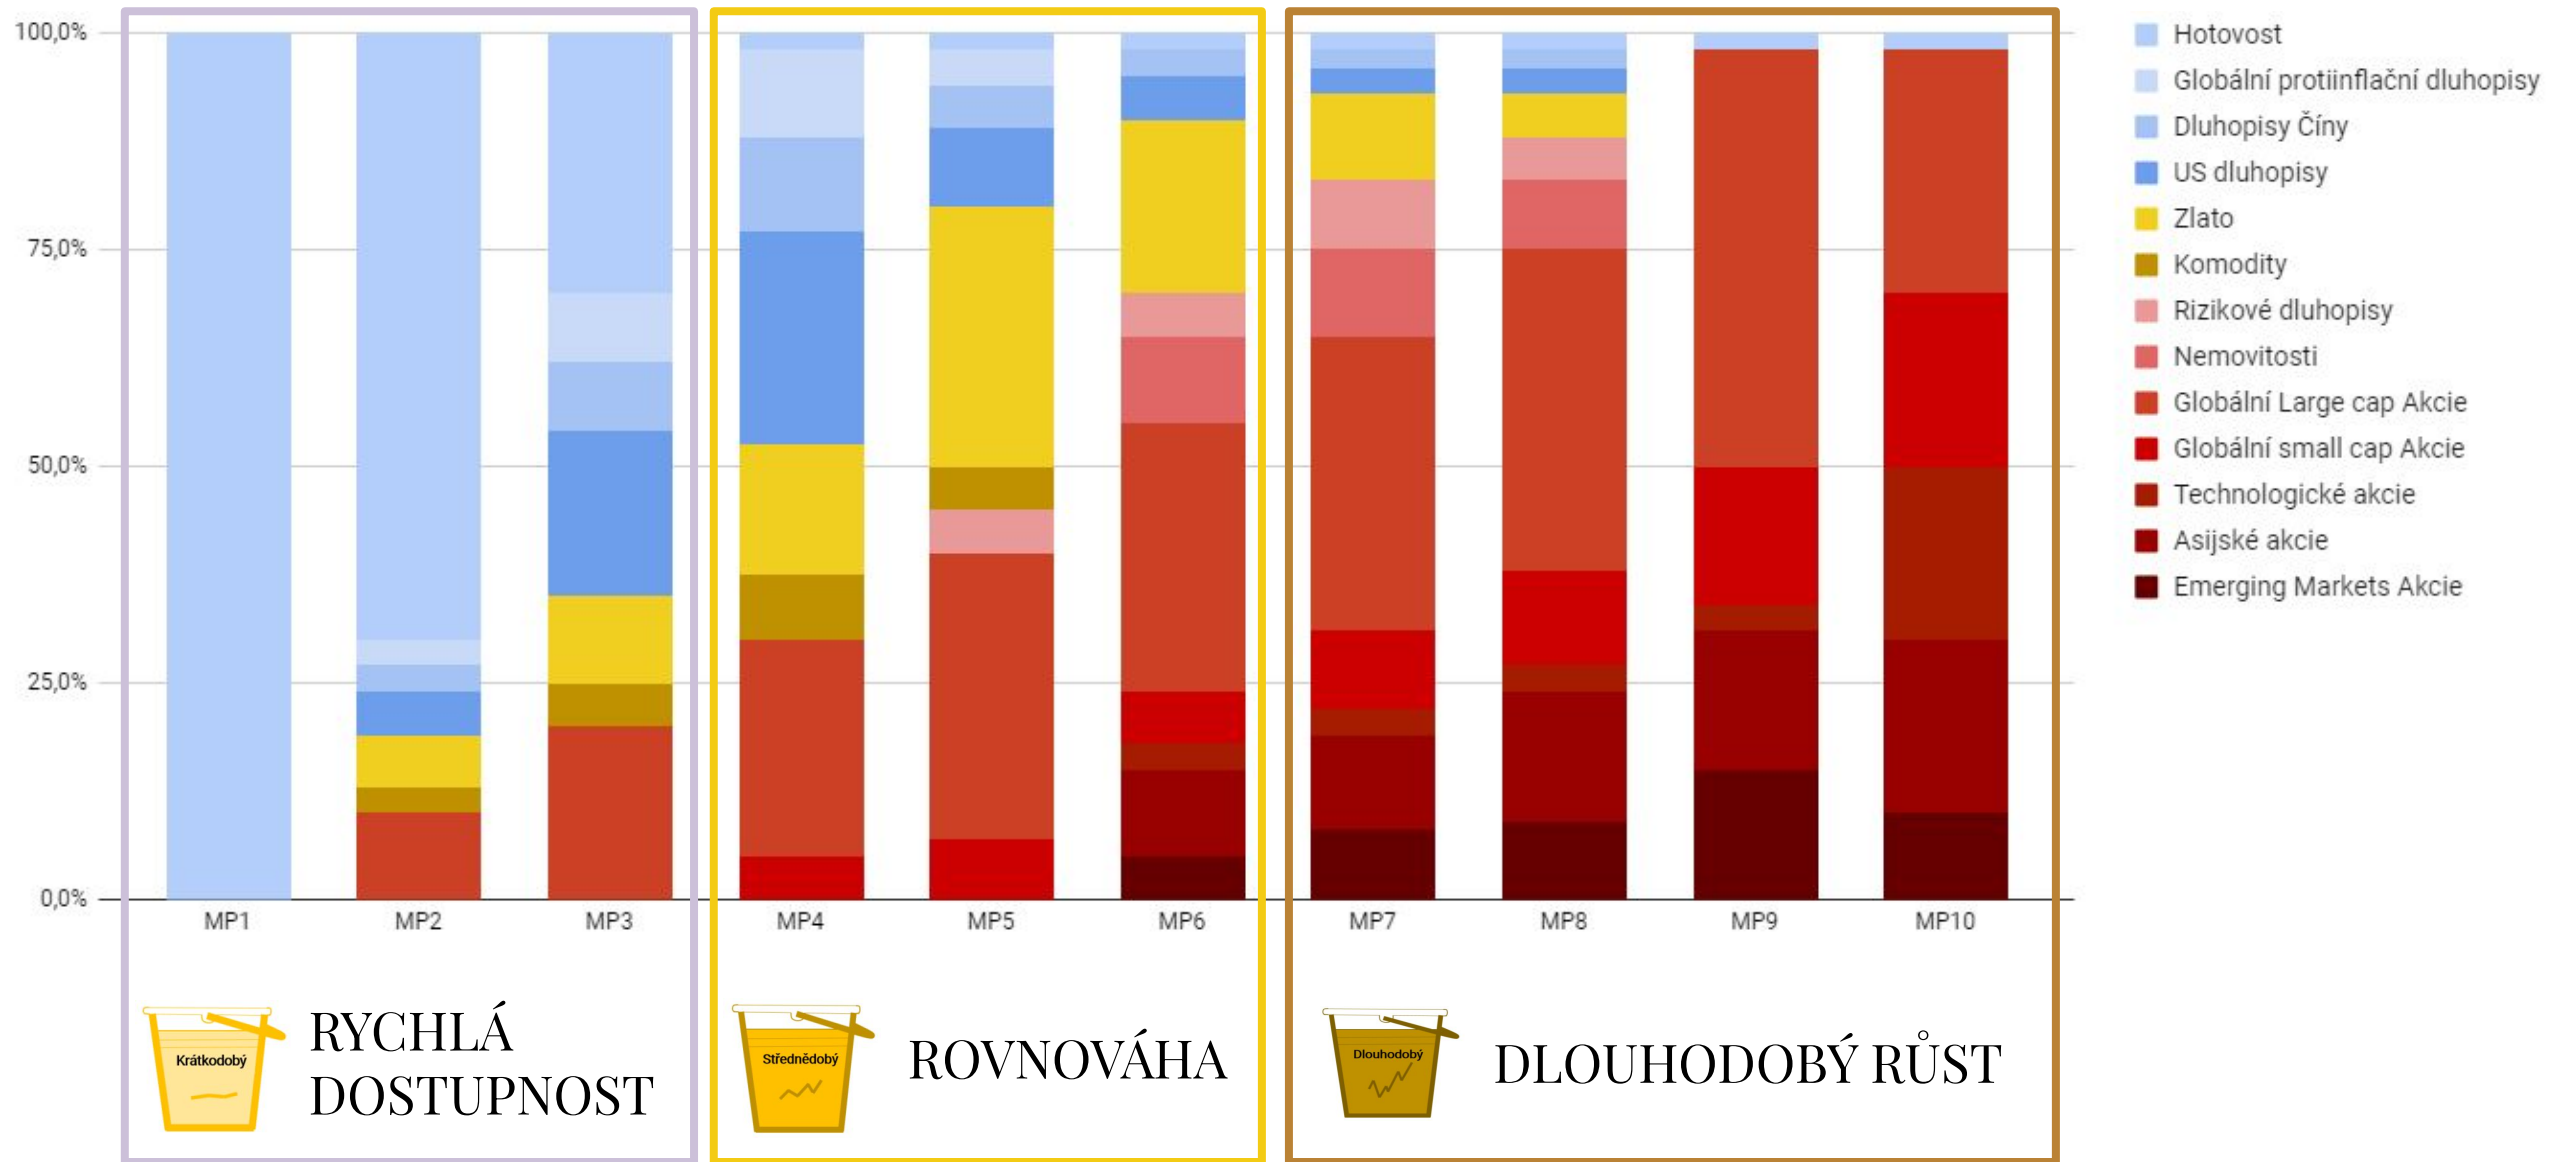 100,0%
75,0%
50,0%
25,0%
0,0%
MP1
MP2
MP3
MP4
MP5
MP6
MP7
MP8
MP9
MP10
Hotovost
Globální protiinflační dluhopisy
Dluhopisy Číny
US dluhopisy
Zlato
Komodity
Rizikové dluhopisy
Nemovitosti
Globální Large cap Akcie
Globální small cap Akcie
Technologické akcie
Asijské akcie
Emerging Markets Akcie
Krátkodobý
RYCHLÁ
DOSTUPNOST
Střednědobý
ROVNOVÁHA
Dlouhodobý
DLOUHODOBÝ RŮST